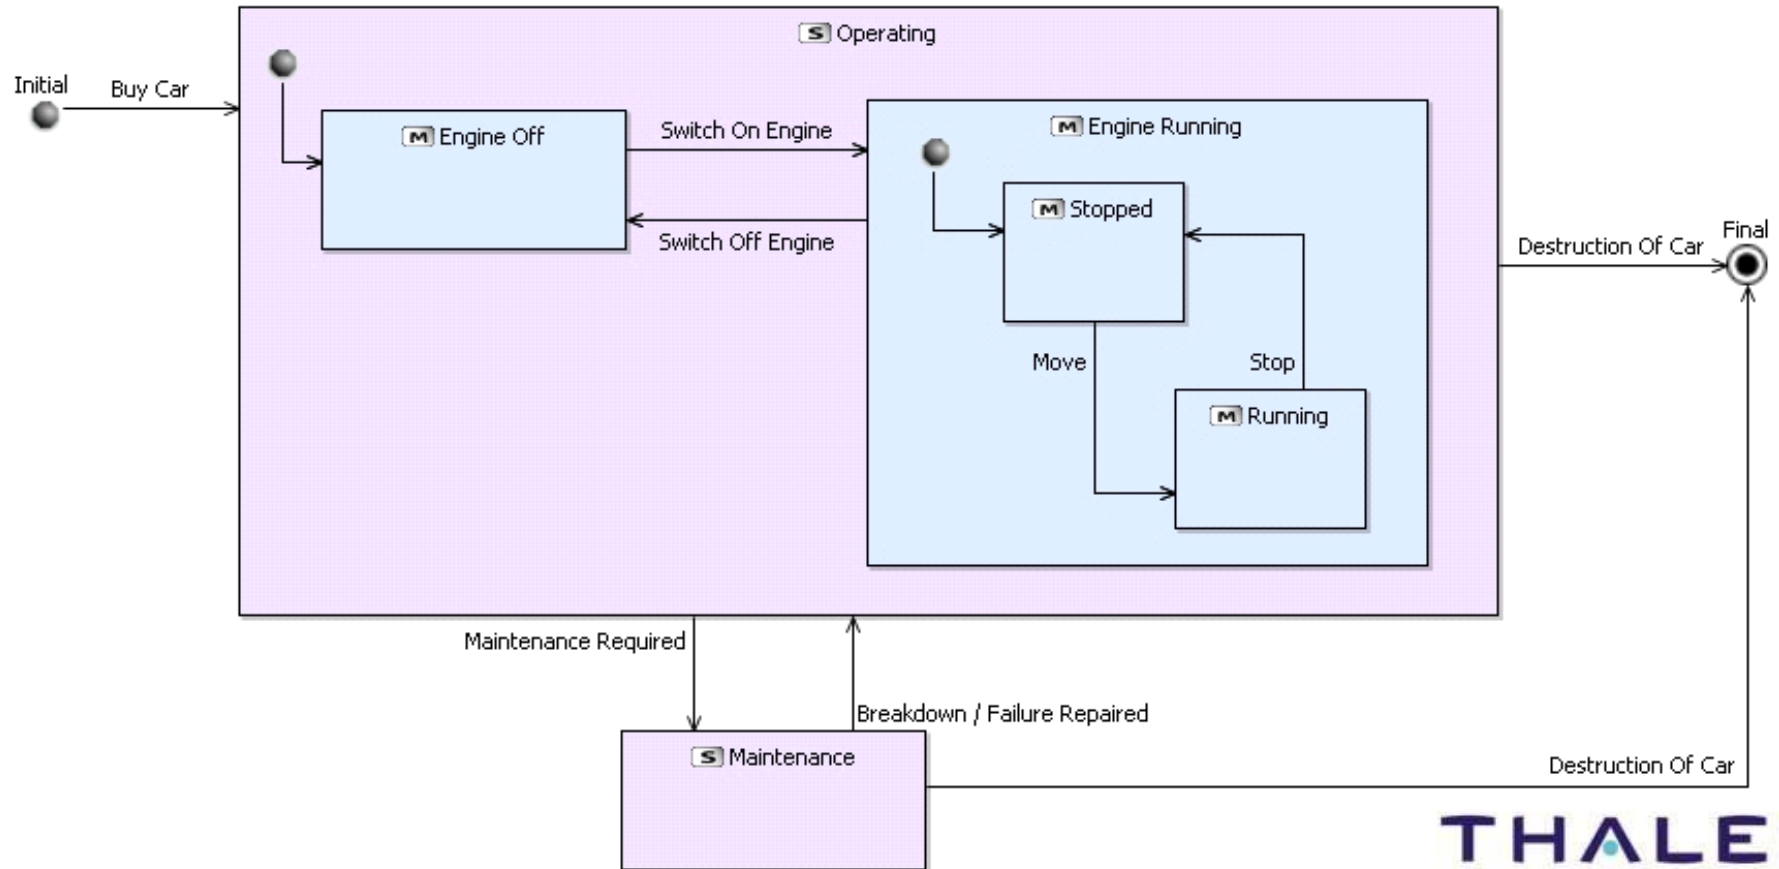 S Operating
Initial
Buy Car
M Engine Off
Switch On Engine
M Engine Running
M Stopped
Switch Off Engine
Final
Destruction Of Car
Move
Stop
M Running
Maintenance Required
Breakdown / Failure Repaired
S Maintenance
Destruction Of Car
THALE